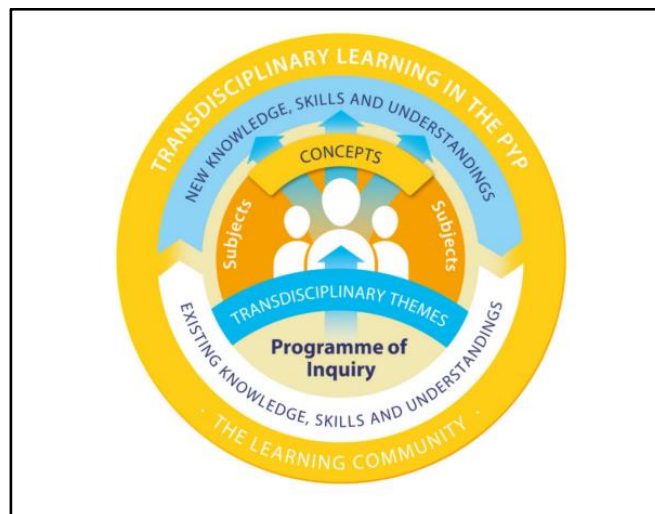 TRANSDISCIPLINARY LEARNING IN THE PYP
NEW KNOWLEDGE, SKILLS AND UNDERSTANDINGS
CONCEPTS
Subjects
Subjects
TRANSDISCIPLINARY THEMES
Programme of
Inquiry
EXISTING KNOWLEDGE, SKILLS AND UNDERSTANDINGS
· THE LEARNING COMMUNITY ·